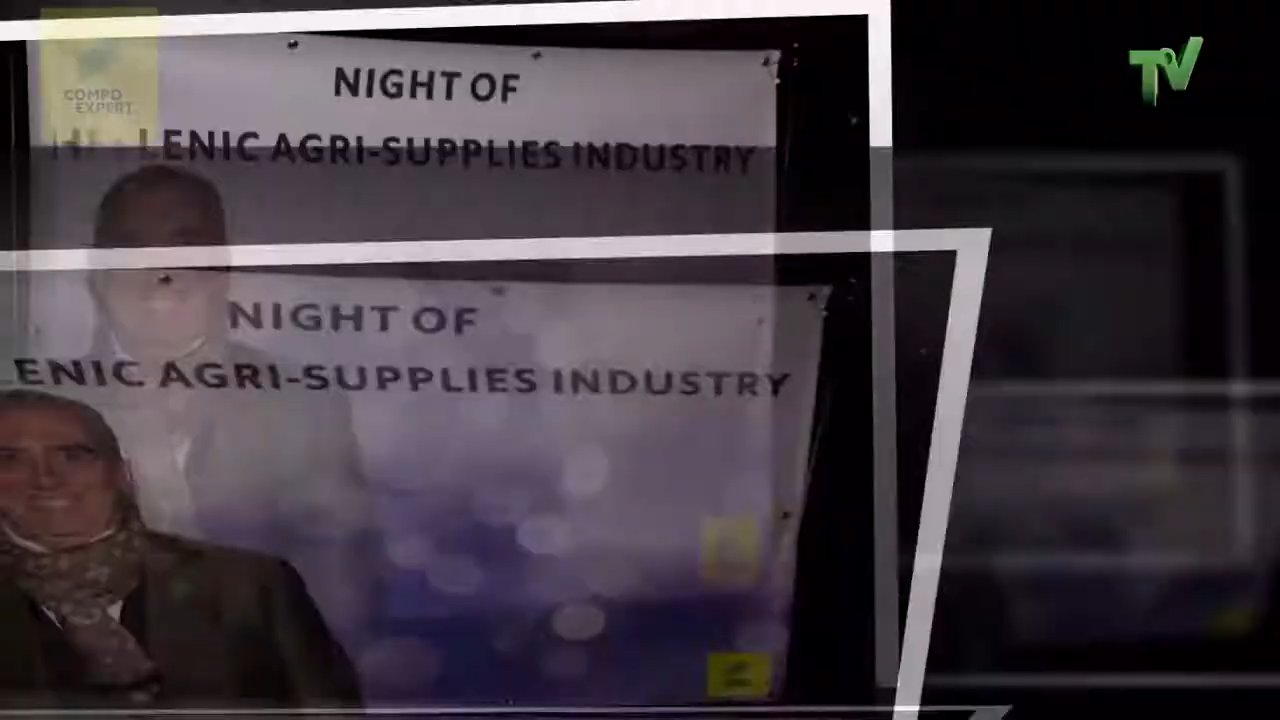 TV
COMPO
EXPERT
NIGHT OF
LENIC AGRI-SUPPLIES INDUSTRY
NIGHT OF
ENIC AGRI-SUPPLIES INDUSTRY